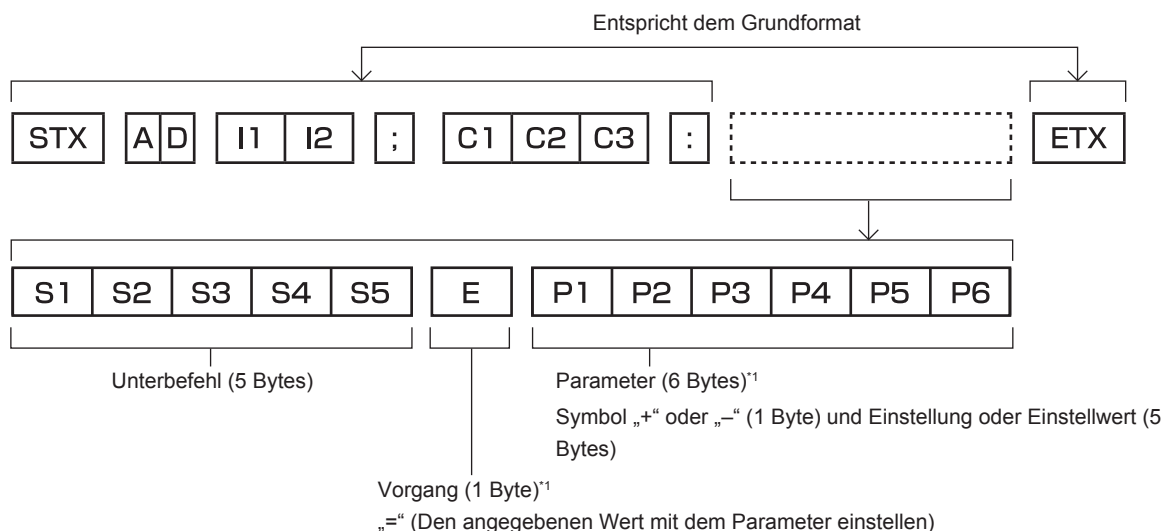 Entspricht dem Grundformat
STX A D I1 I2 ; C1 C2 C3 : ETX
S1 S2 S3 S4 S5 E P1 P2 P3 P4 P5 P6
Unterbefehl (5 Bytes)
Parameter (6 Bytes)*1
Symbol „+“ oder „–“ (1 Byte) und Einstellung oder Einstellwert (5
Bytes)
Vorgang (1 Byte)*1
„=“ (Den angegebenen Wert mit dem Parameter einstellen)